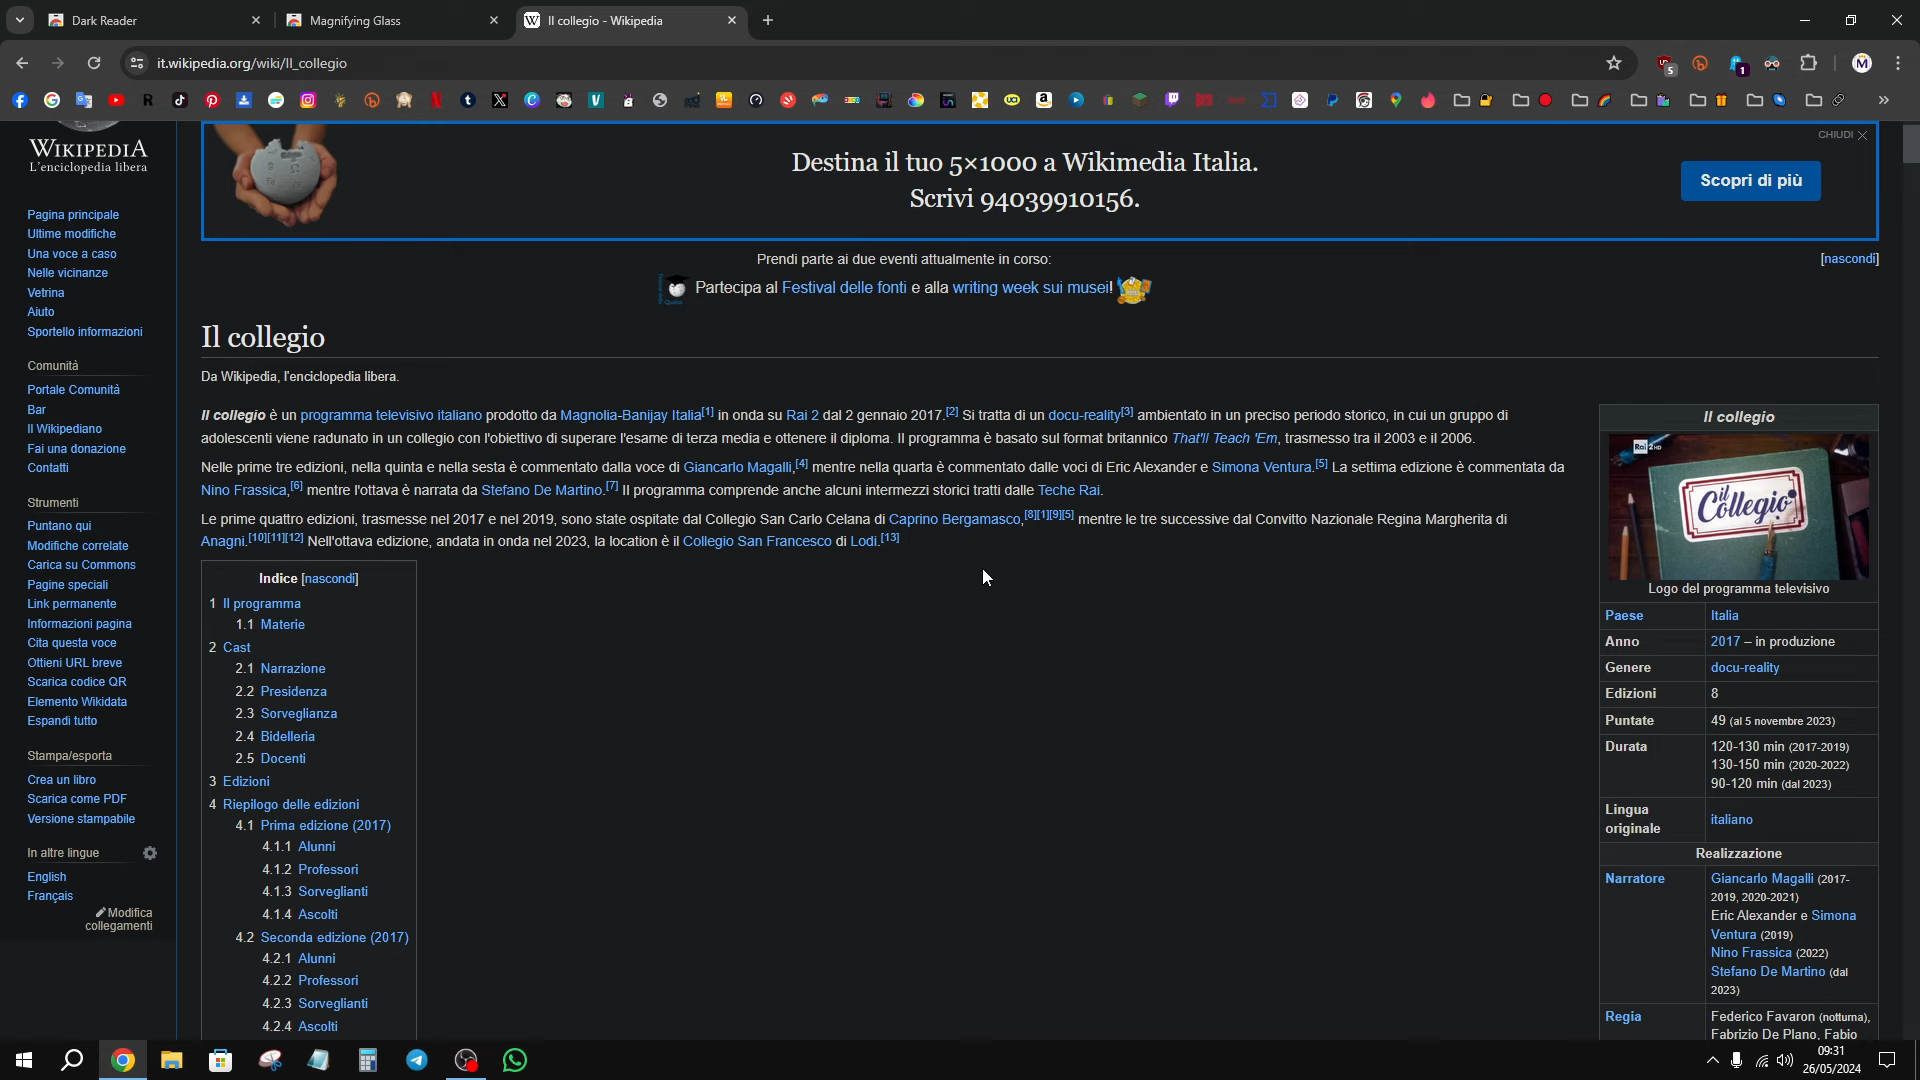 Dark Reader
Magnifying Glass
Il collegio - Wikipedia
it.wikipedia.org/wiki/Il_collegio
5
1
M
WIKIPEDIA
L'enciclopedia libera
Pagina principale
Ultime modifiche
Una voce a caso
Nelle vicinanze
Vetrina
Aiuto
Sportello informazioni
Comunità
Portale Comunità
Bar
Il Wikipediano
Fai una donazione
Contatti
Strumenti
Puntano qui
Modifiche correlate
Carica su Commons
Pagine speciali
Link permanente
Informazioni pagina
Cita questa voce
Ottieni URL breve
Scarica codice QR
Elemento Wikidata
Espandi tutto
Stampa/esporta
Crea un libro
Scarica come PDF
Versione stampabile
In altre lingue
English
Français
Modifica
collegamenti
CHIUDI
Destina il tuo 5×1000 a Wikimedia Italia.
Scrivi 94039910156.
Scopri di più
Prendi parte ai due eventi attualmente in corso:
[nascondi]
Partecipa al Festival delle fonti e alla writing week sui musei!
Il collegio
Da Wikipedia, l'enciclopedia libera.
Il collegio è un programma televisivo italiano prodotto da Magnolia-Banijay Italia[1] in onda su Rai 2 dal 2 gennaio 2017.[2] Si tratta di un docu-reality[3] ambientato in un preciso periodo storico, in cui un gruppo di
adolescenti viene radunato in un collegio con l'obiettivo di superare l'esame di terza media e ottenere il diploma. Il programma è basato sul format britannico That'll Teach 'Em, trasmesso tra il 2003 e il 2006.
Nelle prime tre edizioni, nella quinta e nella sesta è commentato dalla voce di Giancarlo Magalli,[4] mentre nella quarta è commentato dalle voci di Eric Alexander e Simona Ventura.[5] La settima edizione è commentata da
Nino Frassica,[6] mentre l'ottava è narrata da Stefano De Martino.[7] Il programma comprende anche alcuni intermezzi storici tratti dalle Teche Rai.
Le prime quattro edizioni, trasmesse nel 2017 e nel 2019, sono state ospitate dal Collegio San Carlo Celana di Caprino Bergamasco,[8][1][9][5] mentre le tre successive dal Convitto Nazionale Regina Margherita di
Anagni.[10][11][12] Nell'ottava edizione, andata in onda nel 2023, la location è il Collegio San Francesco di Lodi.[13]
Indice [nascondi]
1 Il programma
1.1 Materie
2 Cast
2.1 Narrazione
2.2 Presidenza
2.3 Sorveglianza
2.4 Bidelleria
2.5 Docenti
3 Edizioni
4 Riepilogo delle edizioni
4.1 Prima edizione (2017)
4.1.1 Alunni
4.1.2 Professori
4.1.3 Sorveglianti
4.1.4 Ascolti
4.2 Seconda edizione (2017)
4.2.1 Alunni
4.2.2 Professori
4.2.3 Sorveglianti
4.2.4 Ascolti
Il collegio
Rai 2 HD
il Collegio
Logo del programma televisivo
Paese Italia
Anno 2017 – in produzione
Genere docu-reality
Edizioni 8
Puntate 49 (al 5 novembre 2023)
Durata 120-130 min (2017-2019)
130-150 min (2020-2022)
90-120 min (dal 2023)
Lingua originale italiano
Realizzazione
Narratore Giancarlo Magalli (2017-
2019, 2020-2021)
Eric Alexander e Simona
Ventura (2019)
Nino Frassica (2022)
Stefano De Martino (dal
2023)
Regia Federico Favaron (notturna),
Fabrizio De Plano, Fabio
09:31
26/05/2024